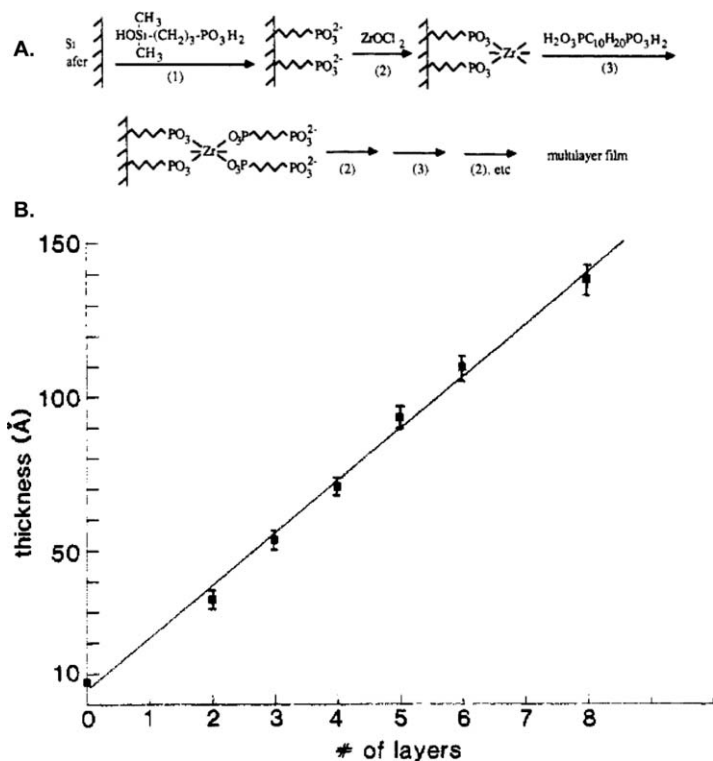 A.
CH3
HOSi-(CH2)3-PO3H2
CH3
(1)
Si
afer
PO3 2-
PO3 2-
ZrOCl2
(2)
PO3
Zr
PO3
H2O3PC10H20PO3H2
(3)
PO3
Zr
O3P
PO3 2-
PO3
O3P
PO3 2-
(2)
(3)
(2), etc
multilayer film
B.
150
100
50
10
thickness (Å)
0 1 2 3 4 5 6 7 8
# of layers